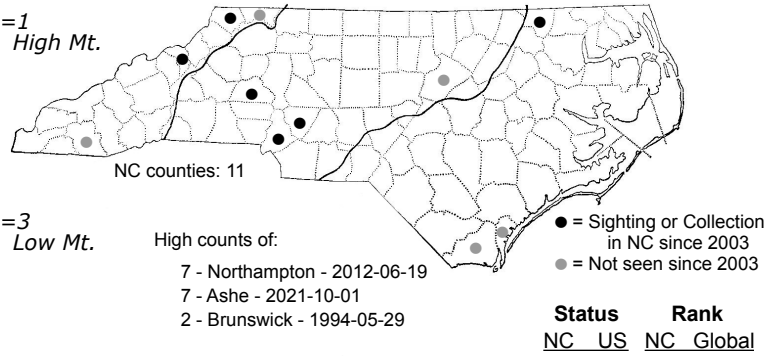 =1
High Mt.
NC counties: 11
=3
Low Mt.
High counts of:
7 - Northampton - 2012-06-19
7 - Ashe - 2021-10-01
2 - Brunswick - 1994-05-29
= Sighting or Collection
in NC since 2003
= Not seen since 2003
Status Rank
NC US NC Global